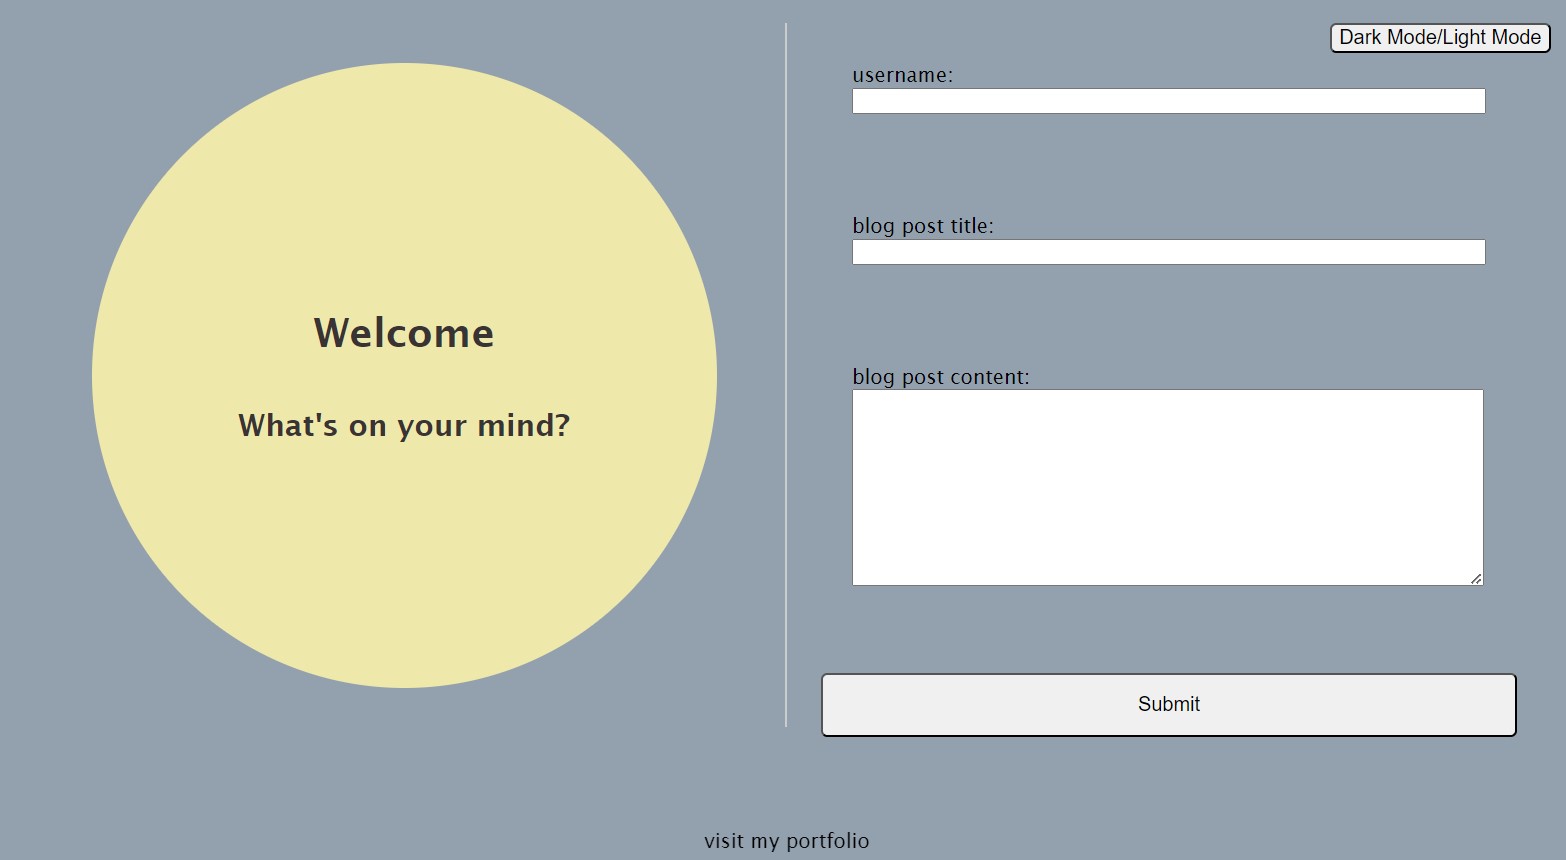 Dark Mode/Light Mode
Welcome
What's on your mind?
username:
blog post title:
blog post content:
Submit
visit my portfolio